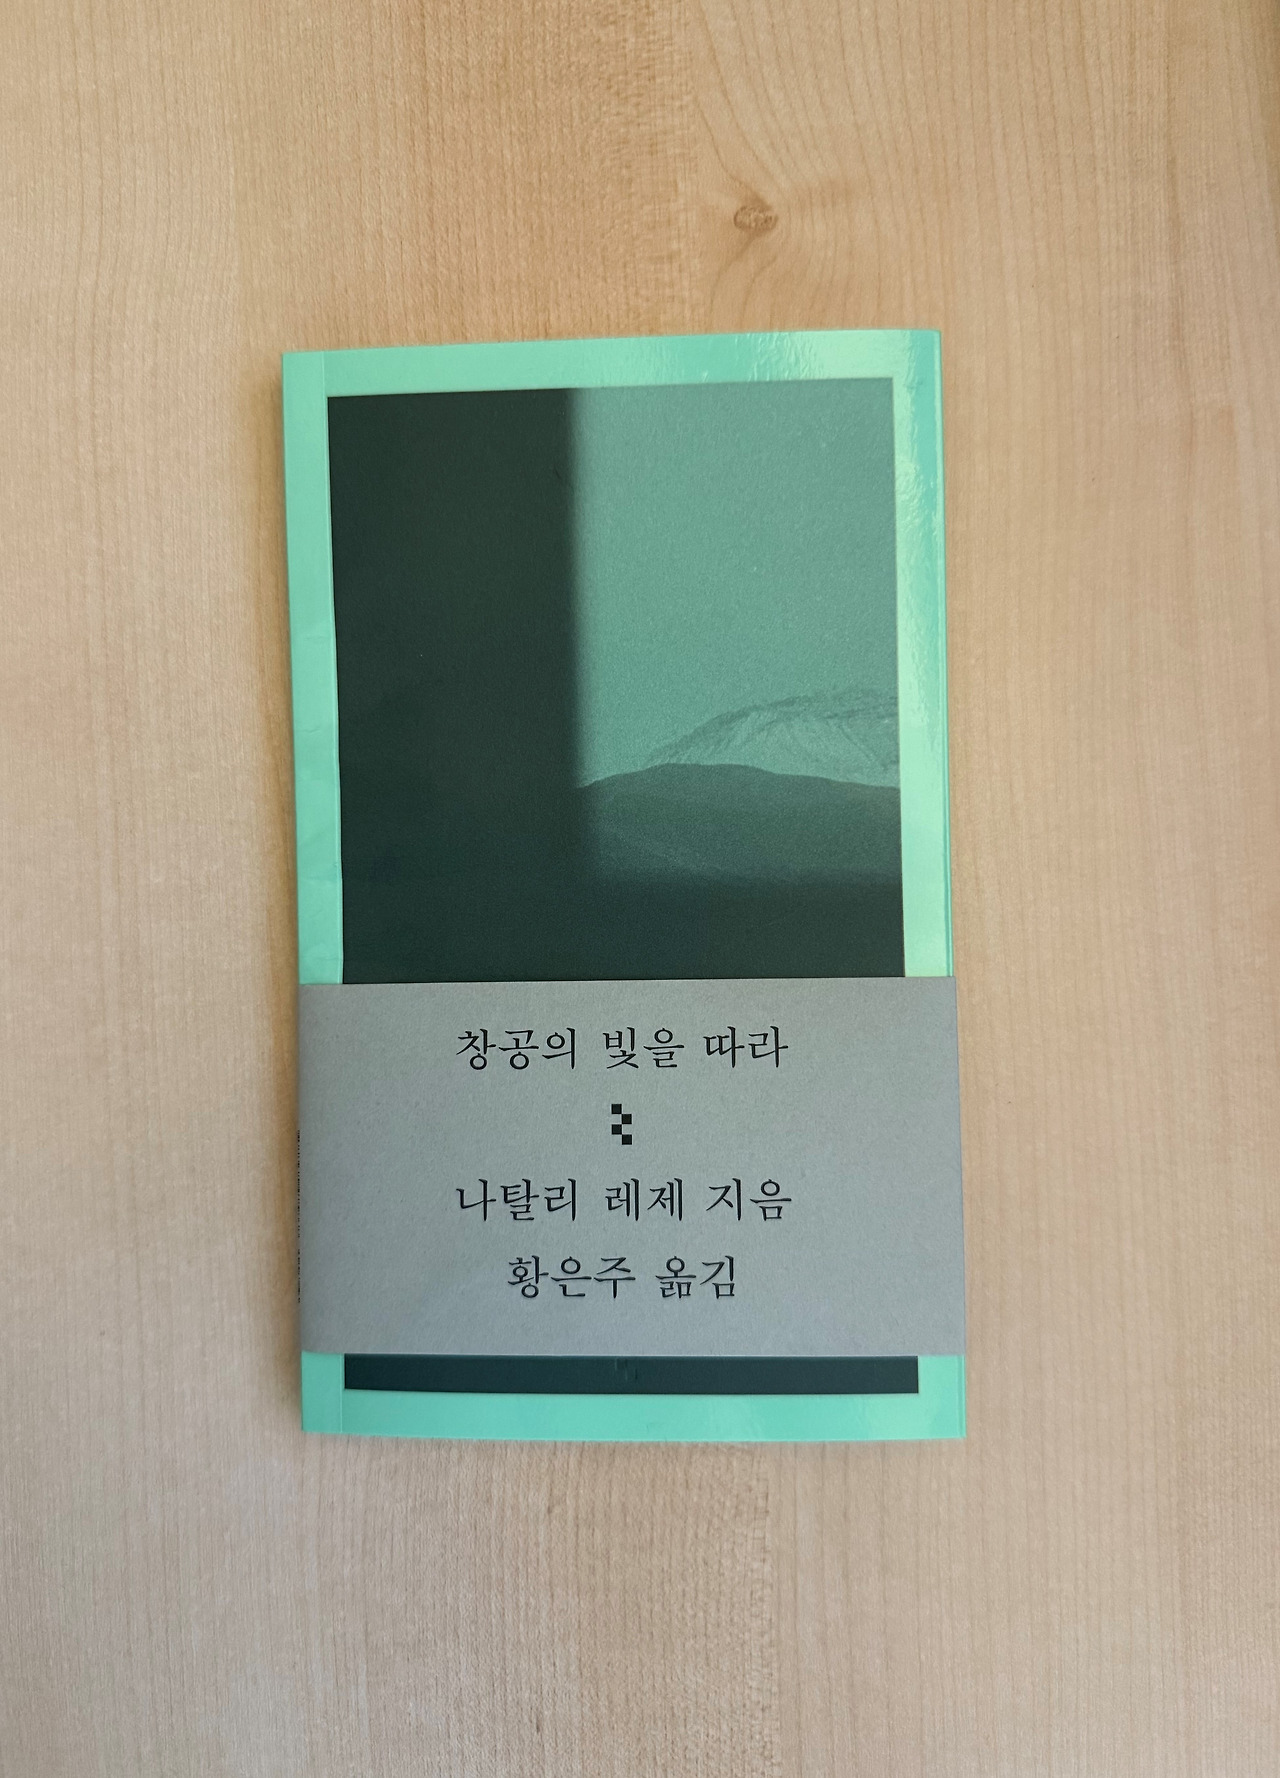 창공의 빛을 따라
나탈리 레제 지음
황은주 옮김